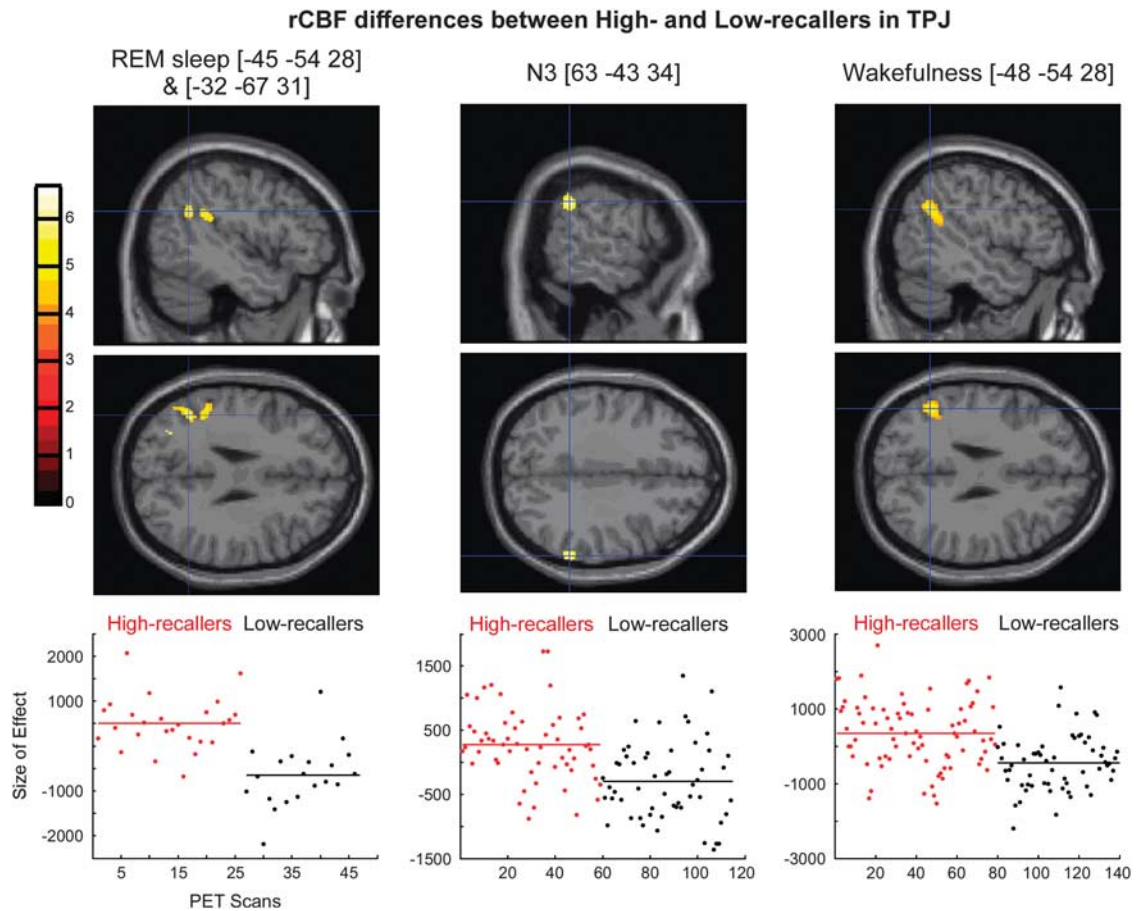 rCBF differences between High- and Low-recallers in TPJ
REM sleep [-45 -54 28]
& [-32 -67 31]
N3 [63 -43 34]
Wakefulness [-48 -54 28]
6
5
4
3
2
1
0
High-recallers Low-recallers
2000
1000
0
-1000
-2000
5 15 25 35 45
Size of Effect
PET Scans
High-recallers Low-recallers
1500
500
-500
-1500
0 20 40 60 80 100 120
High-recallers Low-recallers
3000
1000
-1000
-3000
20 40 60 80 100 120 140